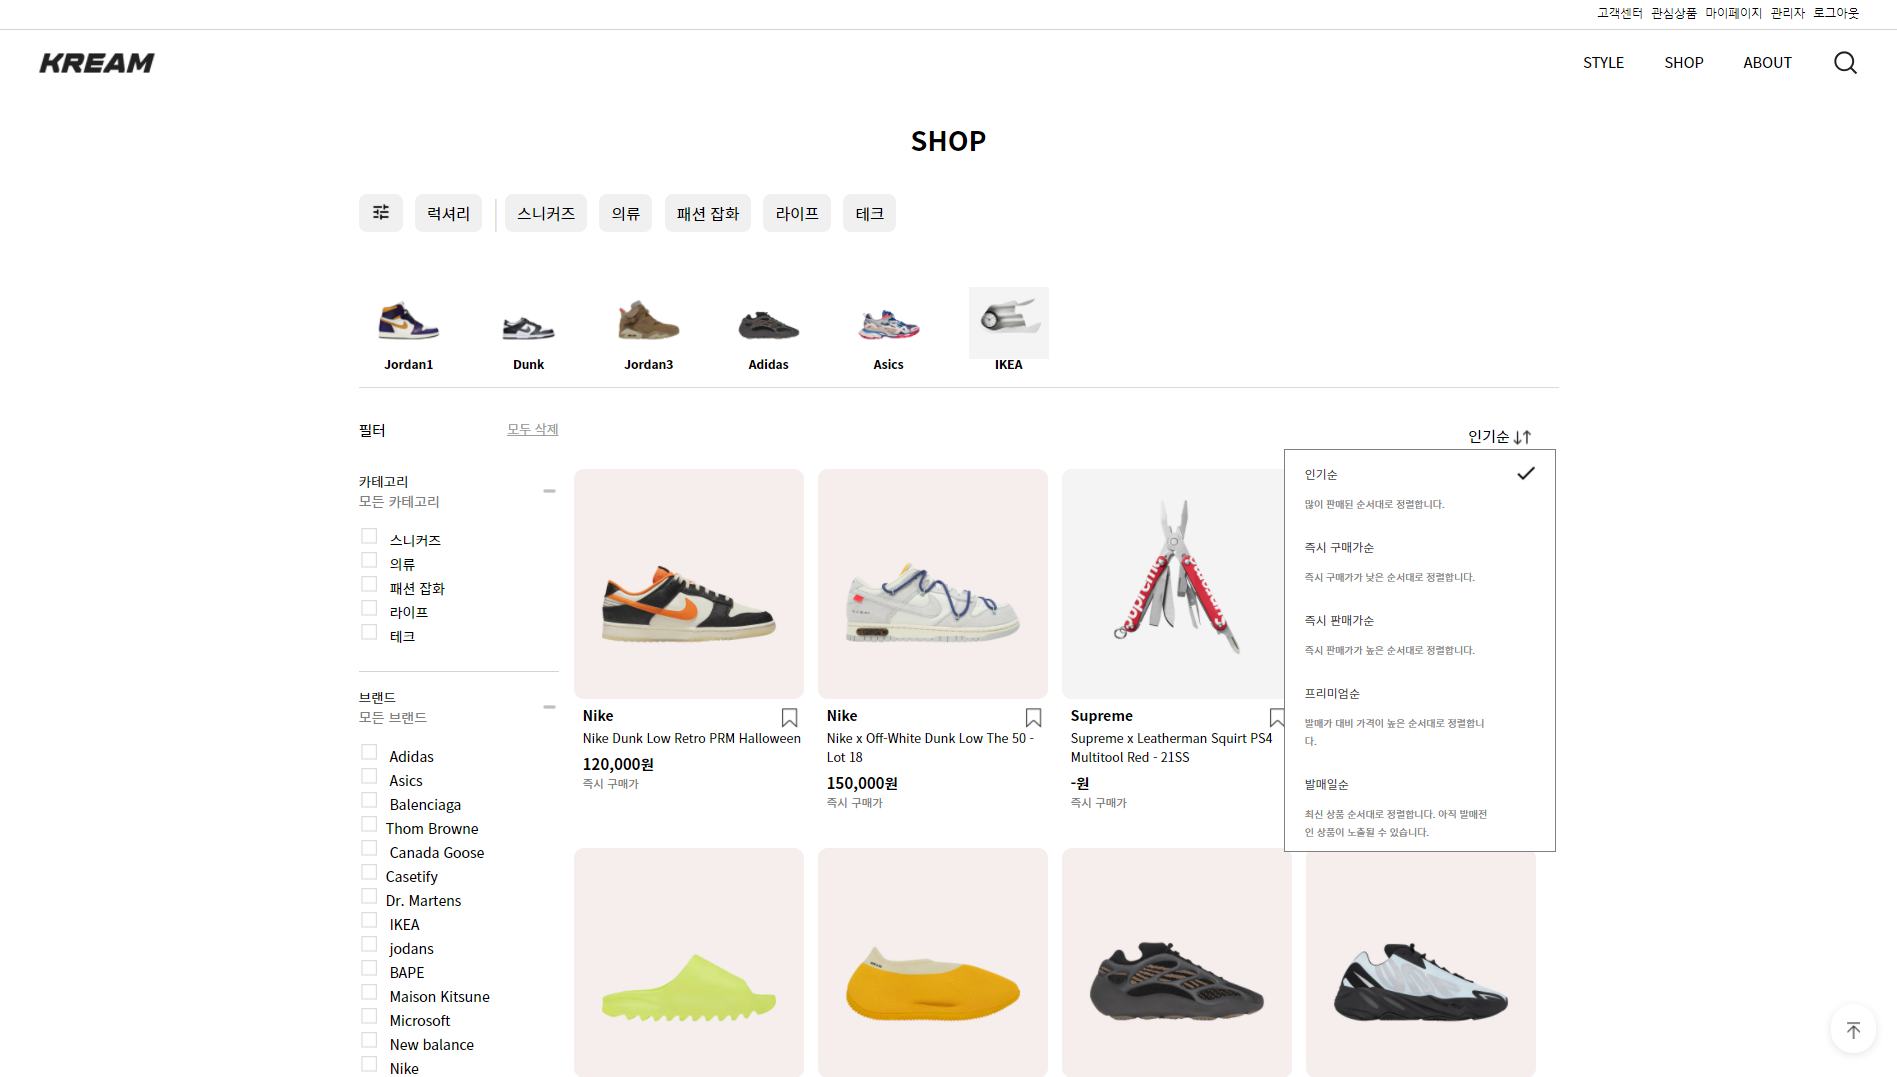 고객센터 관심상품 마이페이지 관리자 로그아웃
KREAM
STYLE SHOP ABOUT
SHOP
럭셔리 스니커즈 의류 패션 잡화 라이프 테크
Jordan1 Dunk Jordan3 Adidas Asics IKEA
필터 모두 삭제
인기순
카테고리
모든 카테고리
스니커즈
의류
패션 잡화
라이프
테크
브랜드
모든 브랜드
Adidas
Asics
Balenciaga
Thom Browne
Canada Goose
Casetify
Dr. Martens
IKEA
jodans
BAPE
Maison Kitsune
Microsoft
New balance
Nike
Nike
Nike Dunk Low Retro PRM Halloween
120,000원
즉시 구매가
Nike
Nike x Off-White Dunk Low The 50 -
Lot 18
150,000원
즉시 구매가
Supreme
Supreme
Supreme x Leatherman Squirt PS4
Multitool Red - 21SS
-원
즉시 구매가
인기순
많이 판매된 순서대로 정렬합니다.
즉시 구매가순
즉시 구매가가 낮은 순서대로 정렬합니다.
즉시 판매가순
즉시 판매가가 높은 순서대로 정렬합니다.
프리미엄순
발매가 대비 가격이 높은 순서대로 정렬합니
다.
발매일순
최신 상품 순서대로 정렬합니다. 아직 발매전
인 상품이 노출될 수 있습니다.